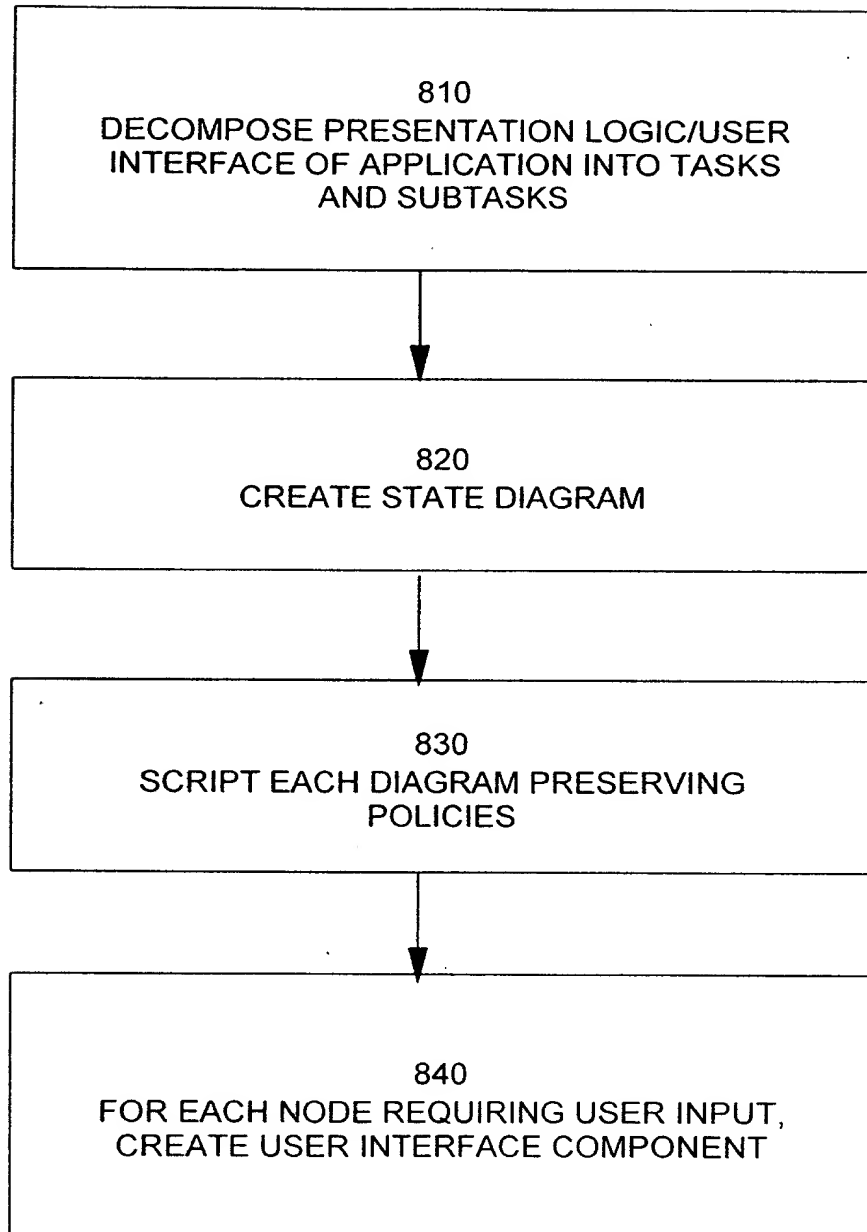 810
DECOMPOSE PRESENTATION LOGIC/USER
INTERFACE OF APPLICATION INTO TASKS
AND SUBTASKS
820
CREATE STATE DIAGRAM
830
SCRIPT EACH DIAGRAM PRESERVING
POLICIES
840
FOR EACH NODE REQUIRING USER INPUT,
CREATE USER INTERFACE COMPONENT